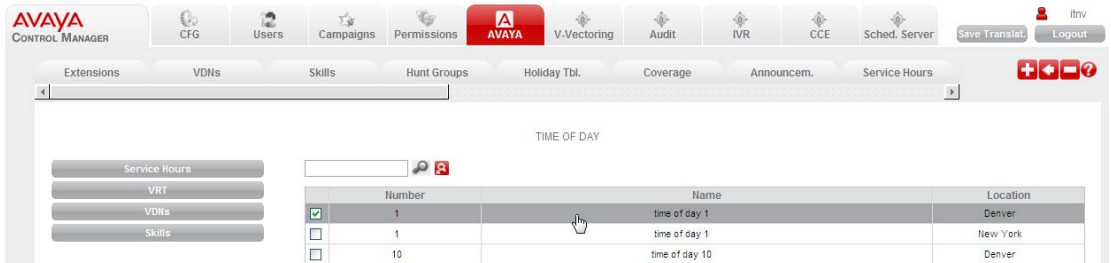 AVAYA
CONTROL MANAGER
CFG Users Campaigns Permissions AVAYA V-Vectoring Audit IVR CCE Sched. Server
itnv
Save Translat. Logout
Extensions VDNs Skills Hunt Groups Holiday Tbl. Coverage Announcem. Service Hours
TIME OF DAY
Service Hours
VRT
VDNs
Skills
Number Name Location
1 time of day 1 Denver
1 time of day 1 New York
10 time of day 10 Denver